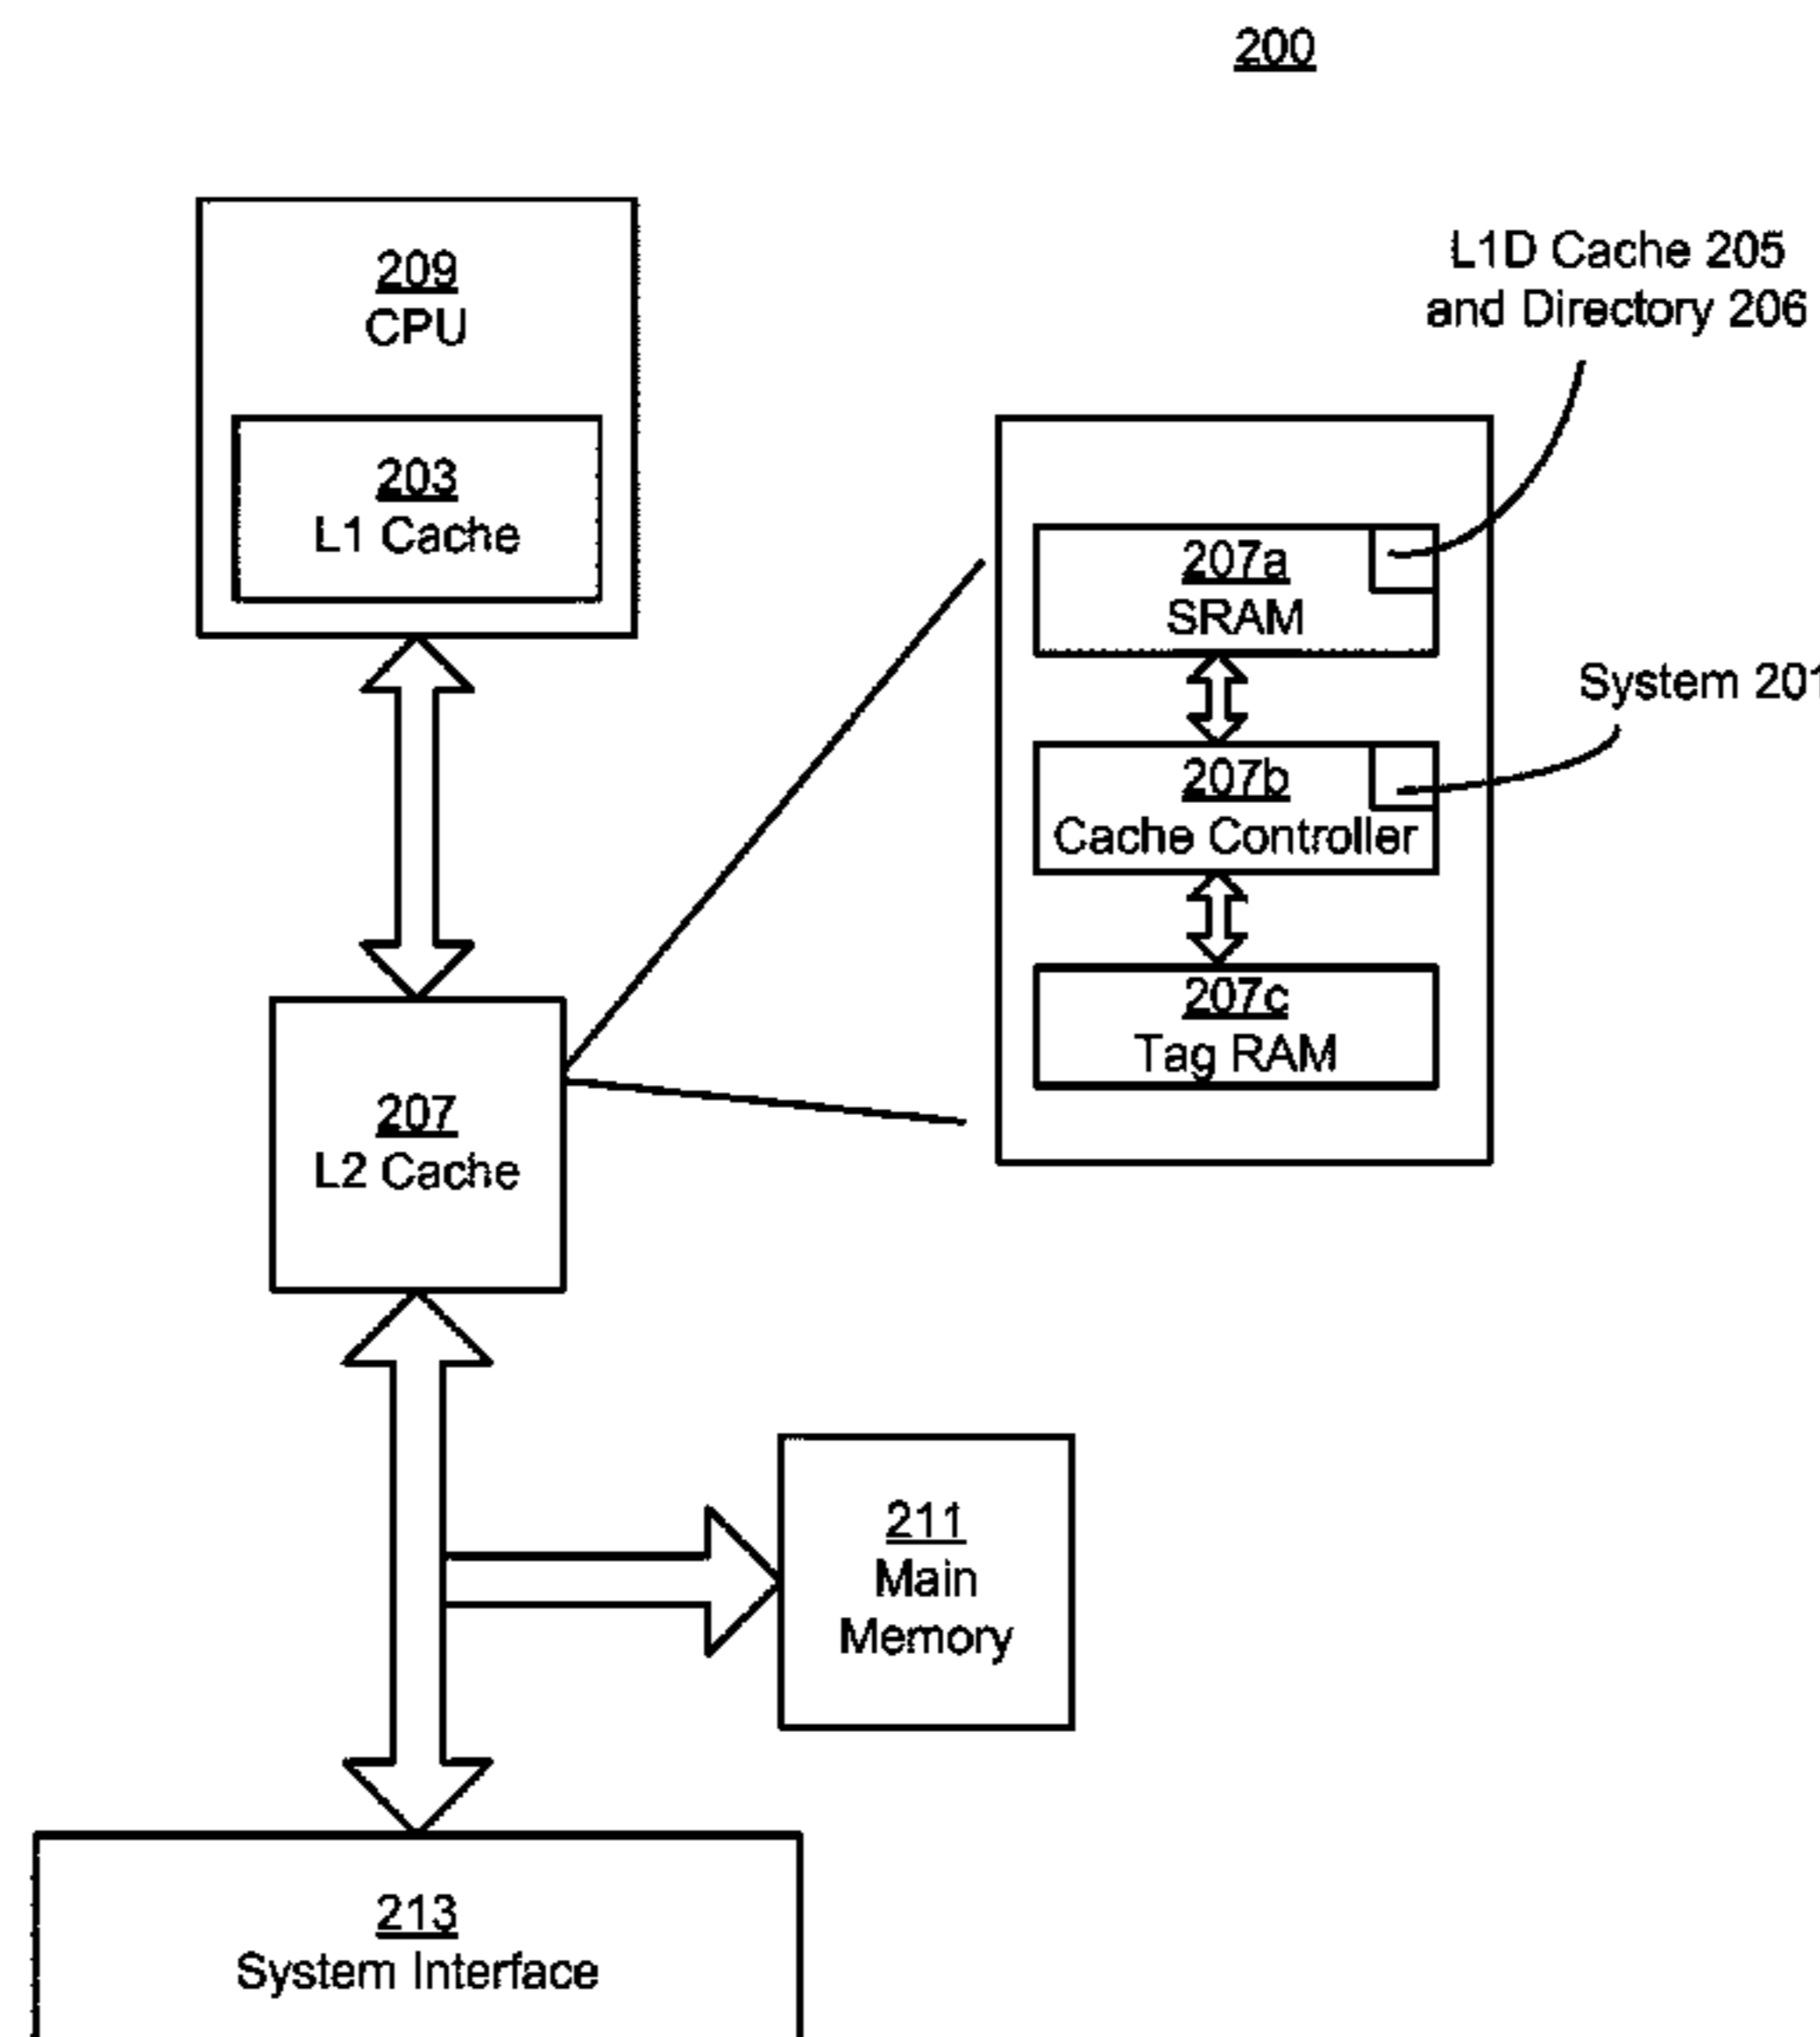 200
209
CPU
203
L1 Cache
L1D Cache 205
and Directory 206
207a
SRAM
System 201
207b
Cache Controller
207c
Tag RAM
207
L2 Cache
211
Main
Memory
213
System Interface